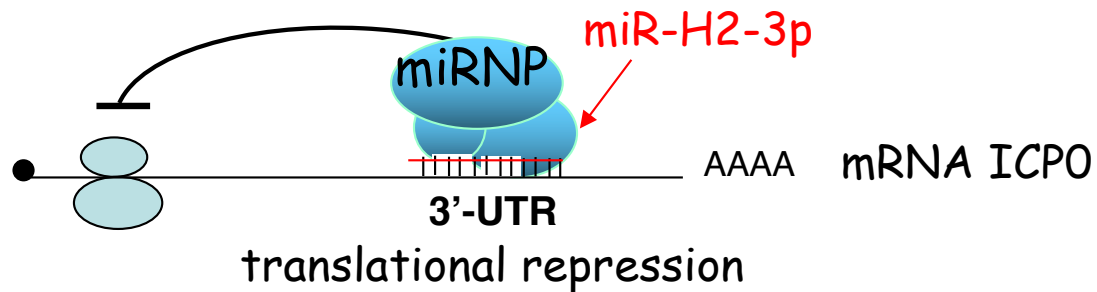 miR-H2-3p
miRNP
AAAA
mRNA ICP0
3’-UTR
translational repression